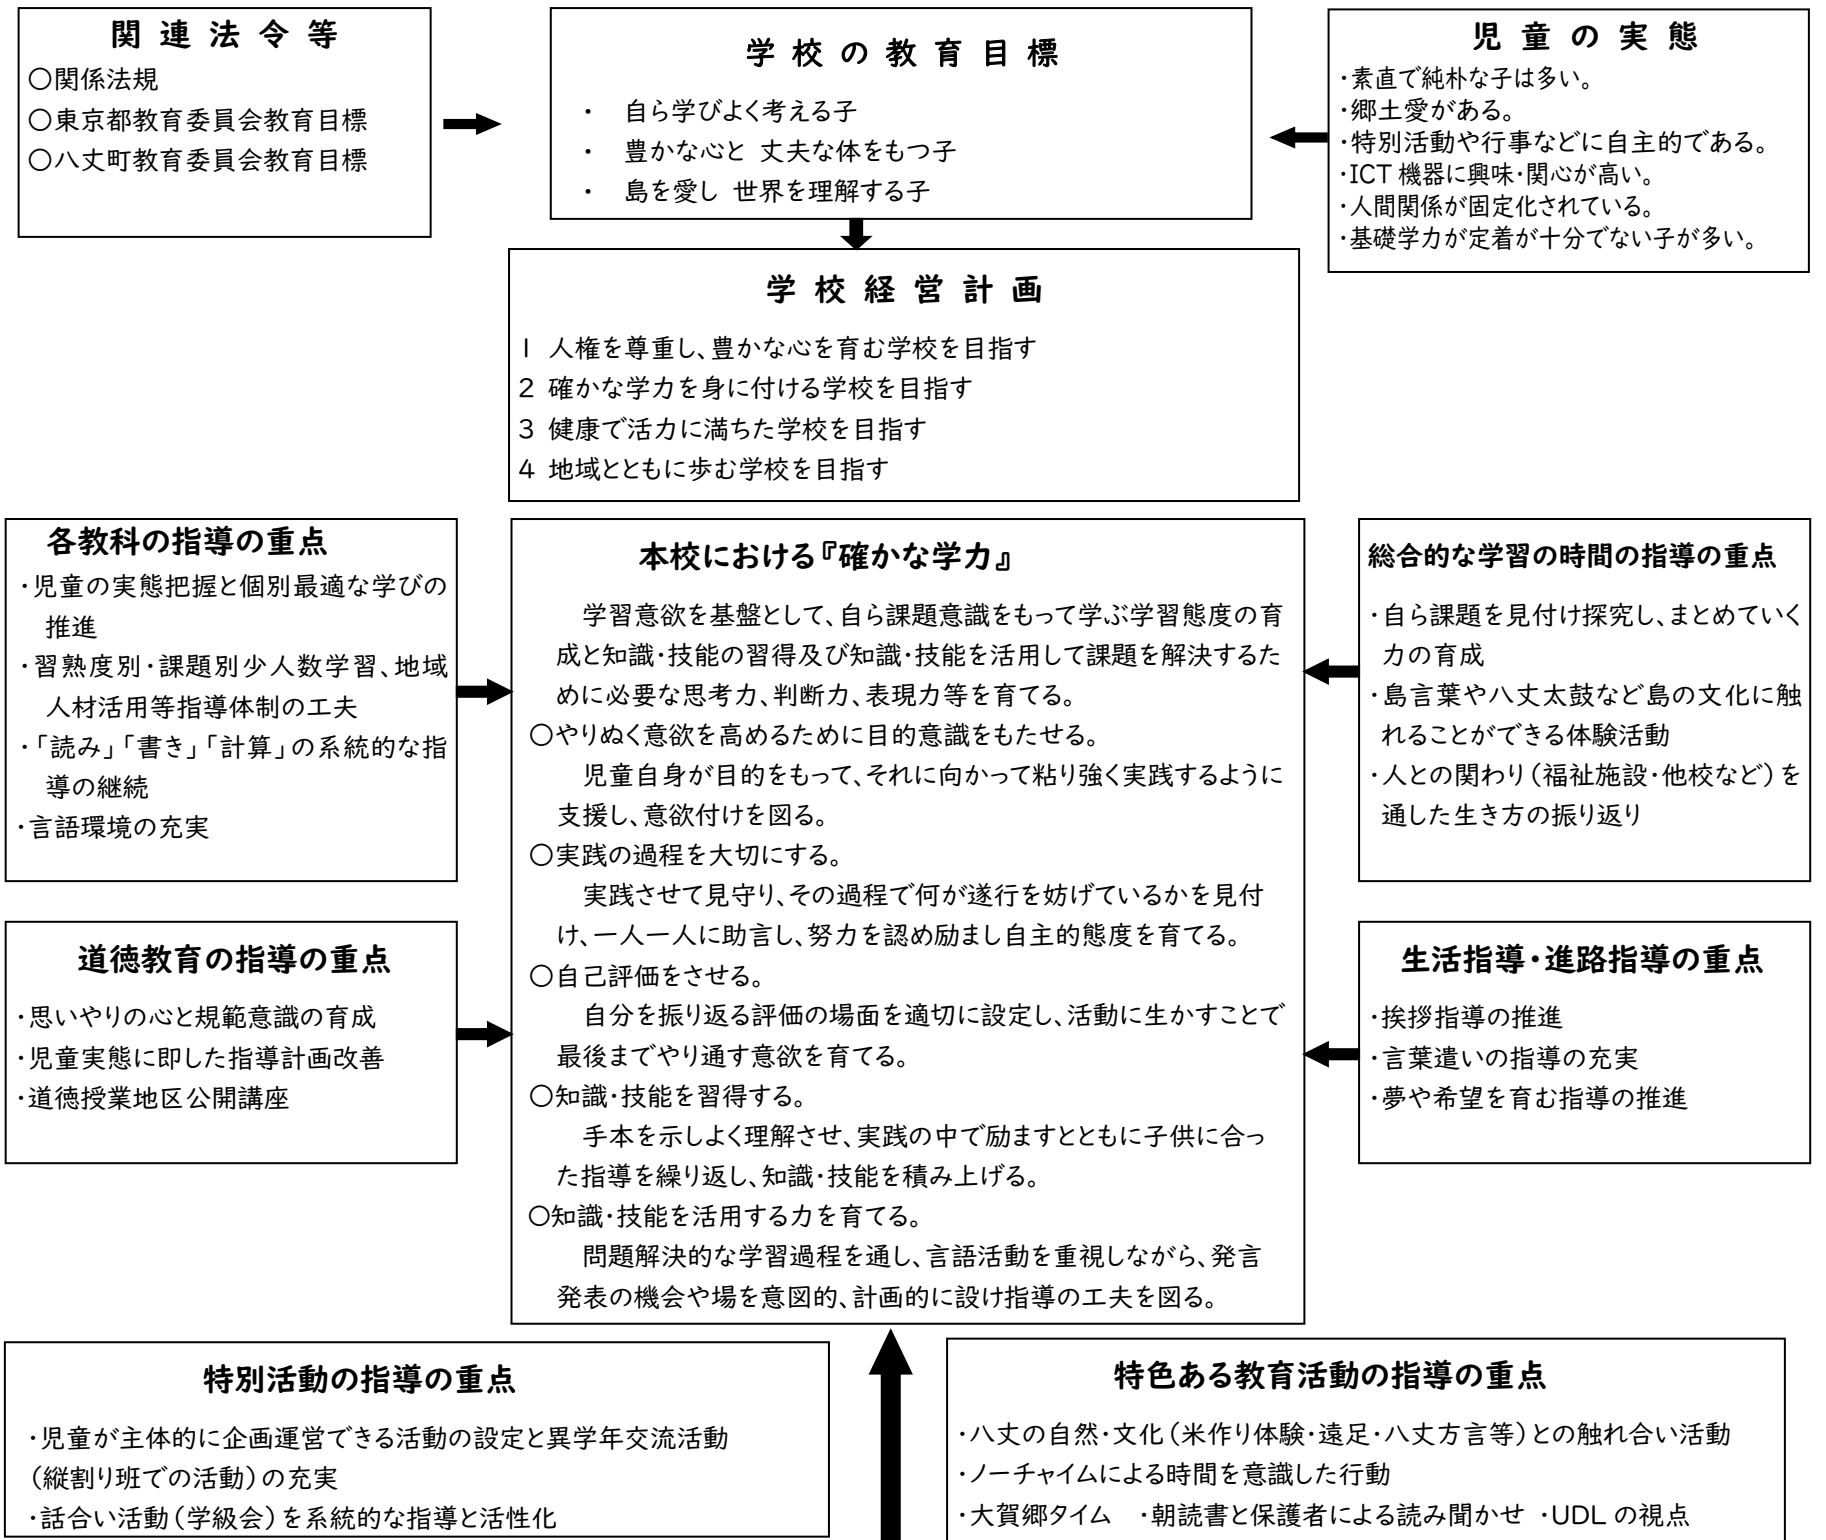 関 連 法 令 等
〇関係法規
〇東京都教育委員会教育目標
〇八丈町教育委員会教育目標
学 校 の 教 育 目 標
・ 自ら学びよく考える子
・ 豊かな心と 丈夫な体をもつ子
・ 島を愛し 世界を理解する子
児 童 の 実 態
・素直で純朴な子は多い。
・郷土愛がある。
・特別活動や行事などに自主的である。
・ICT 機器に興味・関心が高い。
・人間関係が固定化されている。
・基礎学力が定着が十分でない子が多い。
学 校 経 営 計 画
1 人権を尊重し、豊かな心を育む学校を目指す
2 確かな学力を身に付ける学校を目指す
3 健康で活力に満ちた学校を目指す
4 地域とともに歩む学校を目指す
各教科の指導の重点
・児童の実態把握と個別最適な学びの
推進
・習熟度別・課題別少人数学習、地域
人材活用等指導体制の工夫
・「読み」「書き」「計算」の系統的な指
導の継続
・言語環境の充実
本校における『確かな学力』
学習意欲を基盤として、自ら課題意識をもって学ぶ学習態度の育
成と知識・技能の習得及び知識・技能を活用して課題を解決するた
めに必要な思考力、判断力、表現力等を育てる。
〇やりぬく意欲を高めるために目的意識をもたせる。
児童自身が目的をもって、それに向かって粘り強く実践するように
支援し、意欲付けを図る。
〇実践の過程を大切にする。
実践させて見守り、その過程で何が遂行を妨げているかを見付
け、一人一人に助言し、努力を認め励まし自主的態度を育てる。
〇自己評価をさせる。
自分を振り返る評価の場面を適切に設定し、活動に生かすことで
最後までやり通す意欲を育てる。
〇知識・技能を習得する。
手本を示しよく理解させ、実践の中で励ますとともに子供に合っ
た指導を繰り返し、知識・技能を積み上げる。
〇知識・技能を活用する力を育てる。
問題解決的な学習過程を通し、言語活動を重視しながら、発言
発表の機会や場を意図的、計画的に設け指導の工夫を図る。
総合的な学習の時間の指導の重点
・自ら課題を見付け探究し、まとめていく
力の育成
・島言葉や八丈太鼓など島の文化に触
れることができる体験活動
・人との関わり（福祉施設・他校など）を
通した生き方の振り返り
道徳教育の指導の重点
・思いやりの心と規範意識の育成
・児童実態に即した指導計画改善
・道徳授業地区公開講座
生活指導・進路指導の重点
・挨拶指導の推進
・言葉遣いの指導の充実
・夢や希望を育む指導の推進
特別活動の指導の重点
・児童が主体的に企画運営できる活動の設定と異学年交流活動
（縦割り班での活動）の充実
・話合い活動（学級会）を系統的な指導と活性化
特色ある教育活動の指導の重点
・八丈の自然・文化（米作り体験・遠足・八丈方言等）との触れ合い活動
・ノーチャイムによる時間を意識した行動
・大賀郷タイム ・朝読書と保護者による読み聞かせ ・UDL の視点